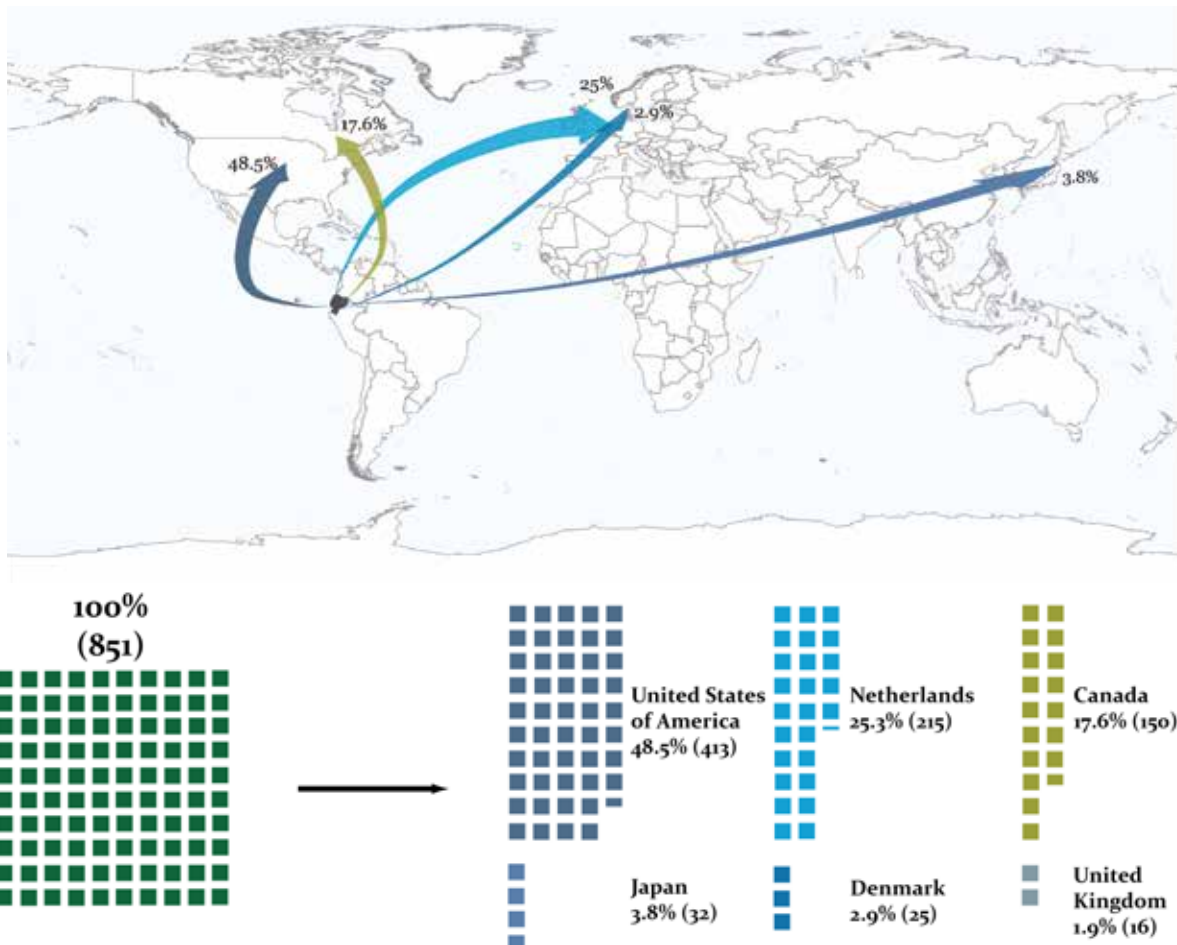 25%
2.9%
17.6%
48.5%
3.8%
100%
(851)
United States
of America
48.5% (413)
Netherlands
25.3% (215)
Canada
17.6% (150)
Japan
3.8% (32)
Denmark
2.9% (25)
United
Kingdom
1.9% (16)